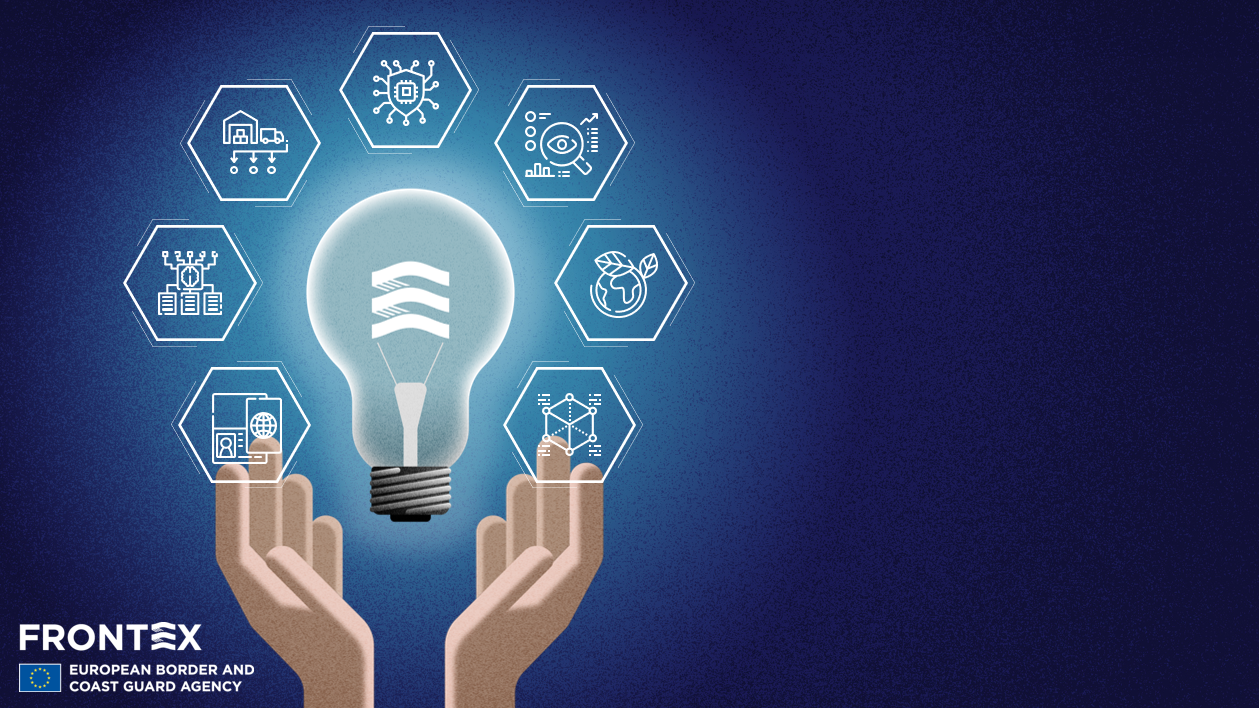 FRONTEX
EUROPEAN BORDER AND
COAST GUARD AGENCY